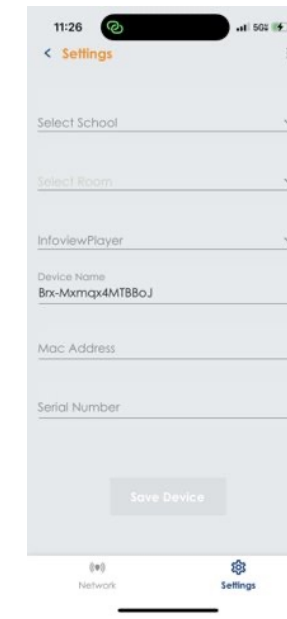 11:26
5G
< Settings
Select School
Select Room
InfoviewPlayer
Device Name
Brx-Mxmqx4MTBBoJ
Mac Address
Serial Number
Save Device
Network
Settings